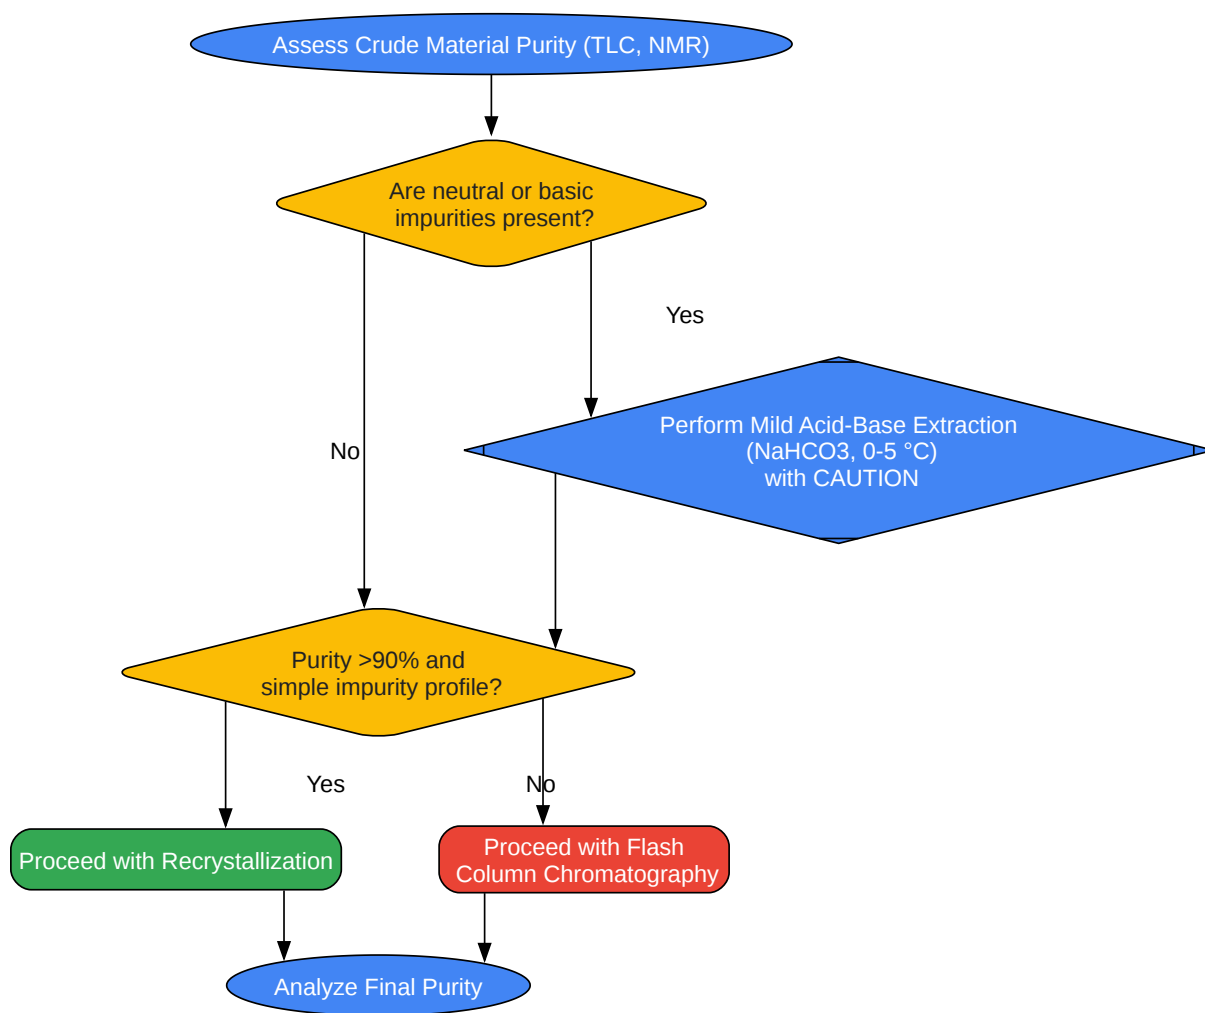 Assess Crude Material Purity (TLC, NMR)
Are neutral or basic
impurities present?
Yes
Perform Mild Acid-Base Extraction
(NaHCO3, 0-5 °C)
with CAUTION
No
Purity >90% and
simple impurity profile?
Yes
No
Proceed with Recrystallization
Proceed with Flash
Column Chromatography
Analyze Final Purity